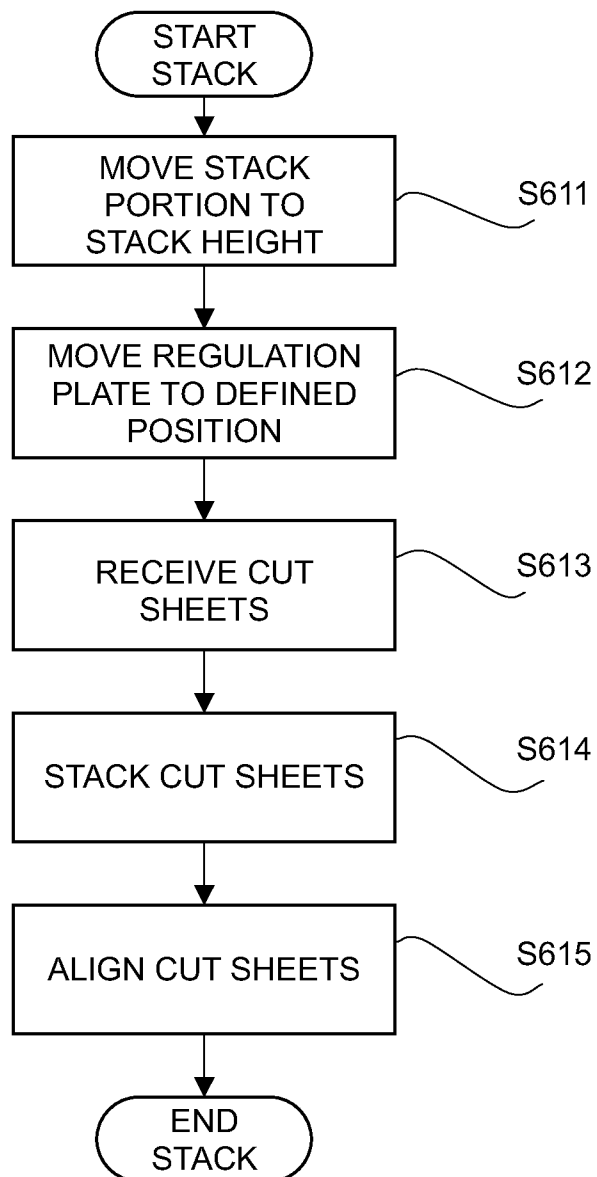 START
STACK
MOVE STACK
PORTION TO
STACK HEIGHT
S611
MOVE REGULATION
PLATE TO DEFINED
POSITION
S612
RECEIVE CUT
SHEETS
S613
STACK CUT SHEETS
S614
ALIGN CUT SHEETS
S615
END
STACK